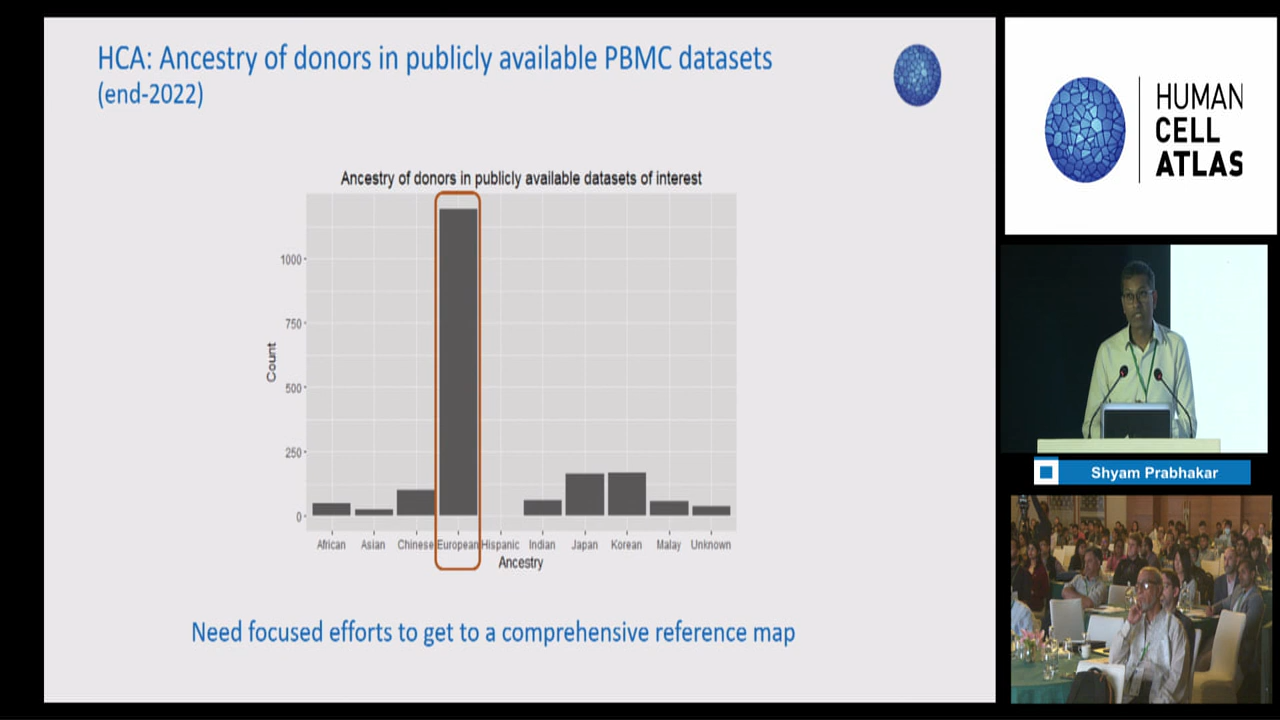 HCA: Ancestry of donors in publicly available PBMC datasets
(end-2022)
Ancestry of donors in publicly available datasets of interest
Count
1000
750
500
250
0
African Asian Chinese European Hispanic Indian Japan Korean Malay Unknown
Ancestry
Need focused efforts to get to a comprehensive reference map
HUMAN
CELL
ATLAS
Shyam Prabhakar